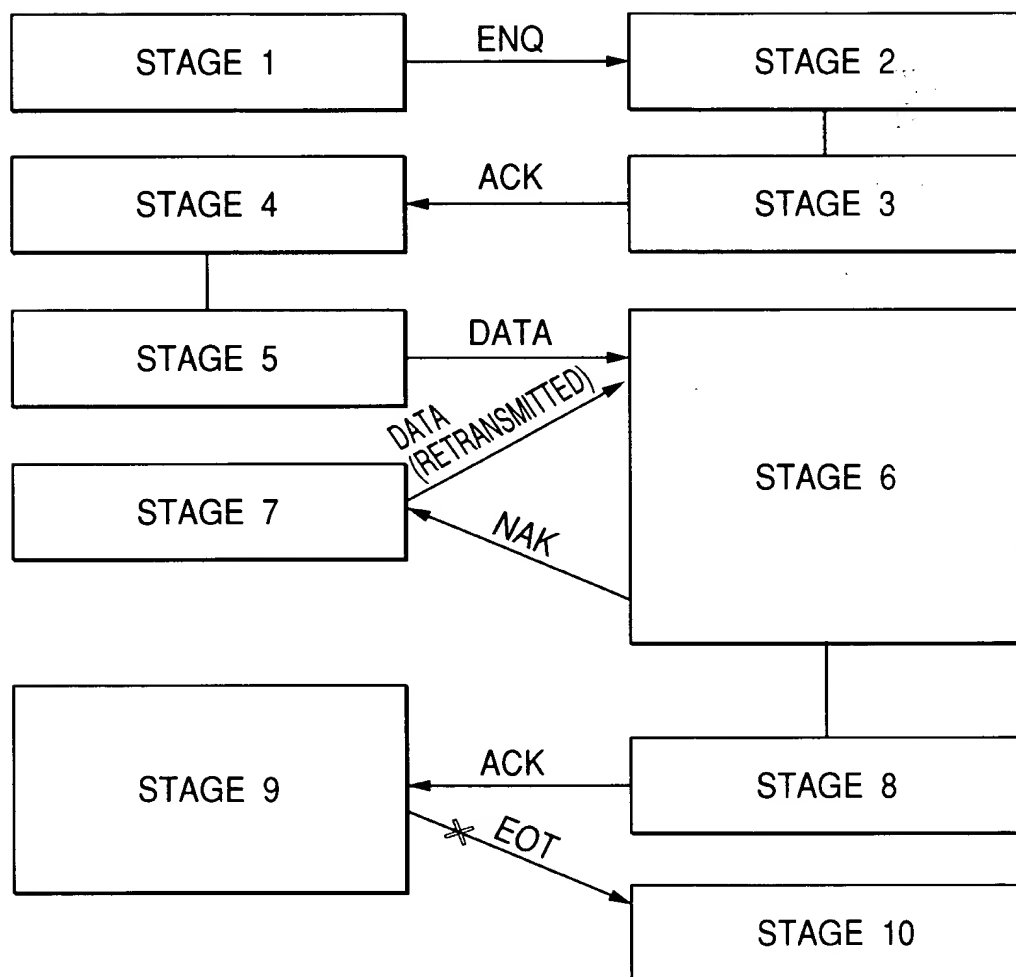 STAGE 1
ENQ
STAGE 2
STAGE 4
ACK
STAGE 3
STAGE 5
DATA
DATA
(RETRANSMITTED)
STAGE 6
STAGE 7
NAK
STAGE 9
ACK
STAGE 8
EOT
STAGE 10